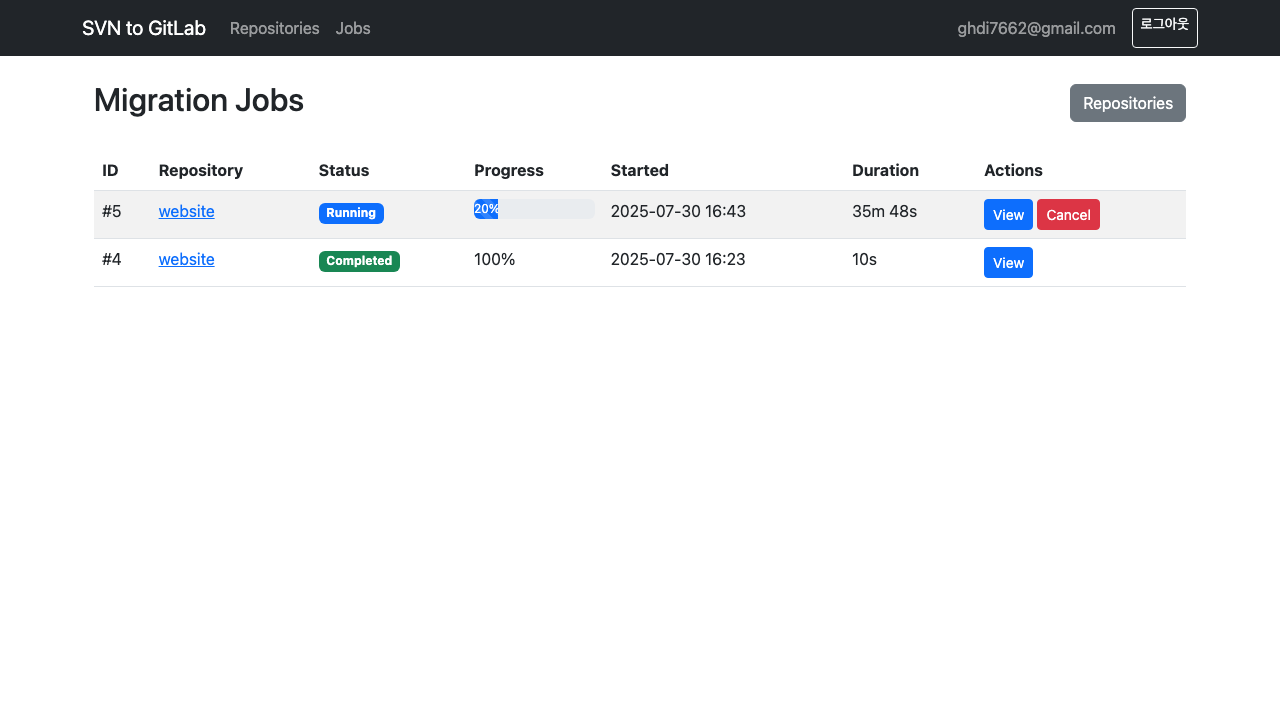 SVN to GitLab Repositories Jobs ghdi7662@gmail.com 로그아웃
Migration Jobs Repositories
ID Repository Status Progress Started Duration Actions
#5 website Running 20% 2025-07-30 16:43 35m 48s View Cancel
#4 website Completed 100% 2025-07-30 16:23 10s View